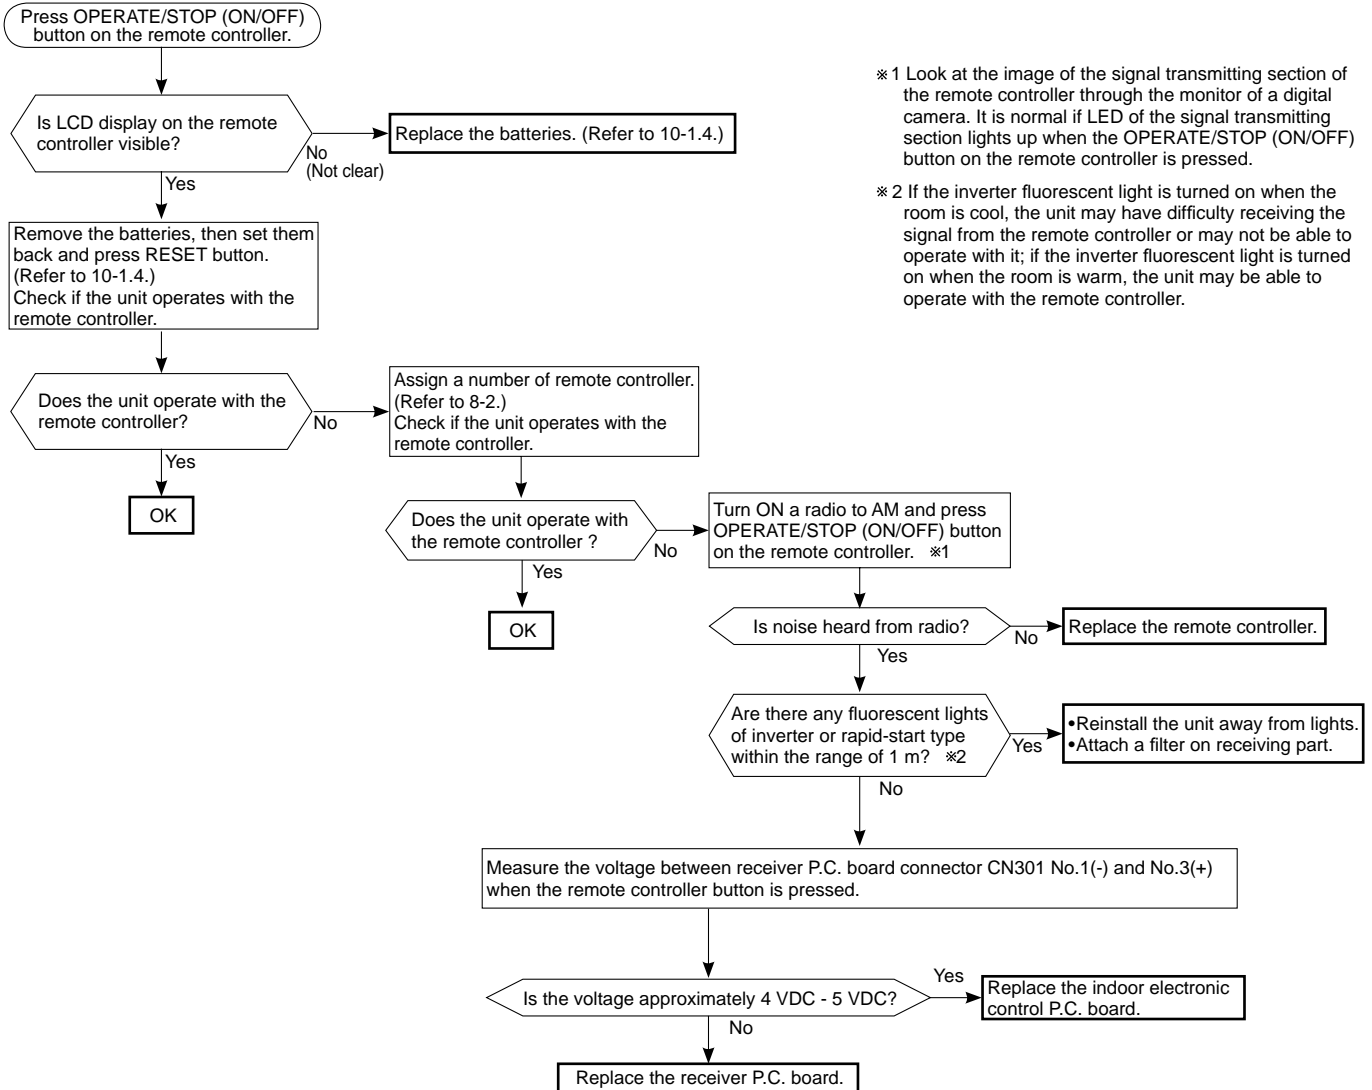 Press OPERATE/STOP (ON/OFF)
button on the remote controller.
Is LCD display on the remote
controller visible?
No
(Not clear)
Replace the batteries. (Refer to 10-1.4.)
Yes
Remove the batteries, then set them
back and press RESET button.
(Refer to 10-1.4.)
Check if the unit operates with the
remote controller.
Does the unit operate with the
remote controller?
No
Yes
OK
Assign a number of remote controller.
(Refer to 8-2.)
Check if the unit operates with the
remote controller.
Does the unit operate with
the remote controller ?
No
Yes
OK
Turn ON a radio to AM and press
OPERATE/STOP (ON/OFF) button
on the remote controller. ※1
Is noise heard from radio?
No
Replace the remote controller.
Yes
Are there any fluorescent lights
of inverter or rapid-start type
within the range of 1 m? ※2
Yes
•Reinstall the unit away from lights.
•Attach a filter on receiving part.
No
Measure the voltage between receiver P.C. board connector CN301 No.1(-) and No.3(+)
when the remote controller button is pressed.
Is the voltage approximately 4 VDC - 5 VDC?
Yes
Replace the indoor electronic
control P.C. board.
No
Replace the receiver P.C. board.
※1 Look at the image of the signal transmitting section of
the remote controller through the monitor of a digital
camera. It is normal if LED of the signal transmitting
section lights up when the OPERATE/STOP (ON/OFF)
button on the remote controller is pressed.
※2 If the inverter fluorescent light is turned on when the
room is cool, the unit may have difficulty receiving the
signal from the remote controller or may not be able to
operate with it; if the inverter fluorescent light is turned
on when the room is warm, the unit may be able to
operate with the remote controller.